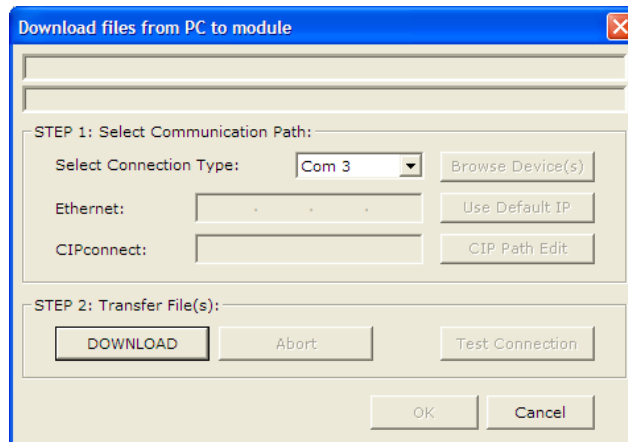 Download files from PC to module
STEP 1: Select Communication Path:
Select Connection Type: Com 3 Browse Device(s)
Ethernet: . . . Use Default IP
CIPconnect: CIP Path Edit
STEP 2: Transfer File(s):
DOWNLOAD Abort Test Connection
OK Cancel